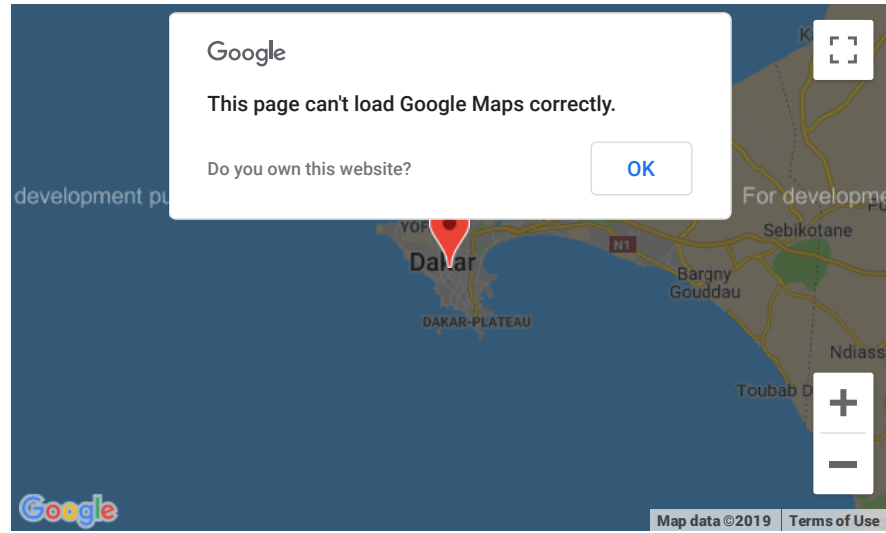 Google
This page can't load Google Maps correctly.
Do you own this website?
OK
development pu
For developme
Sebikotane
YOF
N1
Dakar
Bargny
Gouddau
DAKAR-PLATEAU
Ndiass
Toubab D
Google
Map data ©2019
Terms of Use